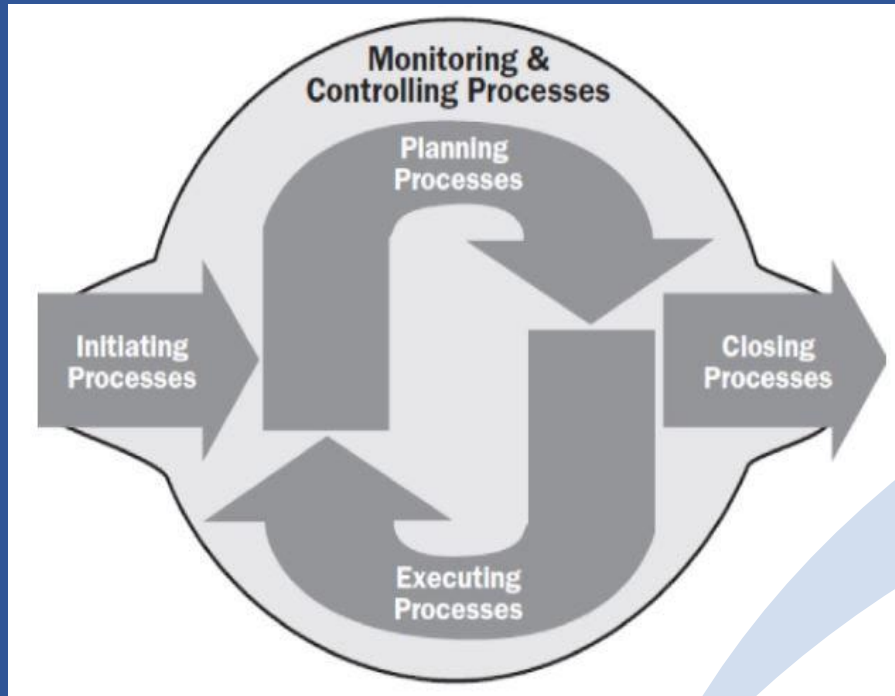 Monitoring &
Controlling Processes
Planning
Processes
Initiating
Processes
Closing
Processes
Executing
Processes